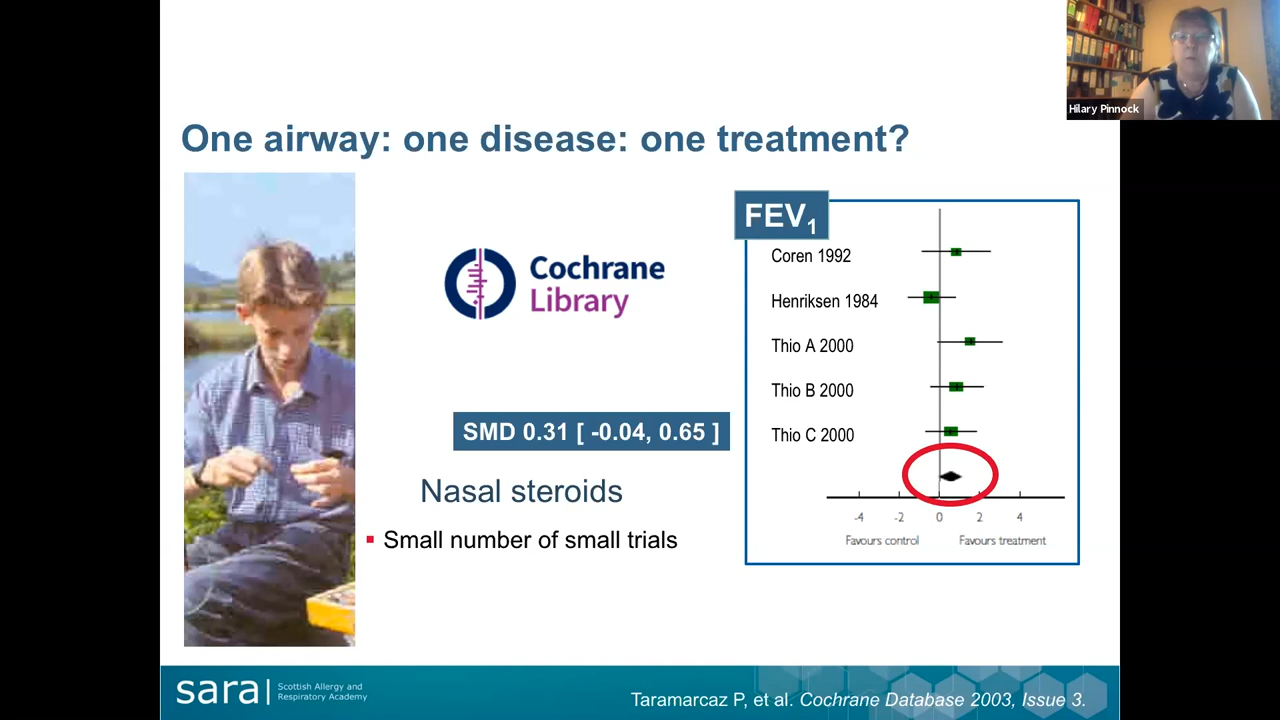 Hilary Pinnock
One airway: one disease: one treatment?
Cochrane
Library
SMD 0.31 [ -0.04, 0.65 ]
Nasal steroids
Small number of small trials
FEV1
Coren 1992
Henriksen 1984
Thio A 2000
Thio B 2000
Thio C 2000
-4 -2 0 2 4
Favours control Favours treatment
sara
Scottish Allergy and
Respiratory Academy
Taramarcaz P, et al. Cochrane Database 2003, Issue 3.